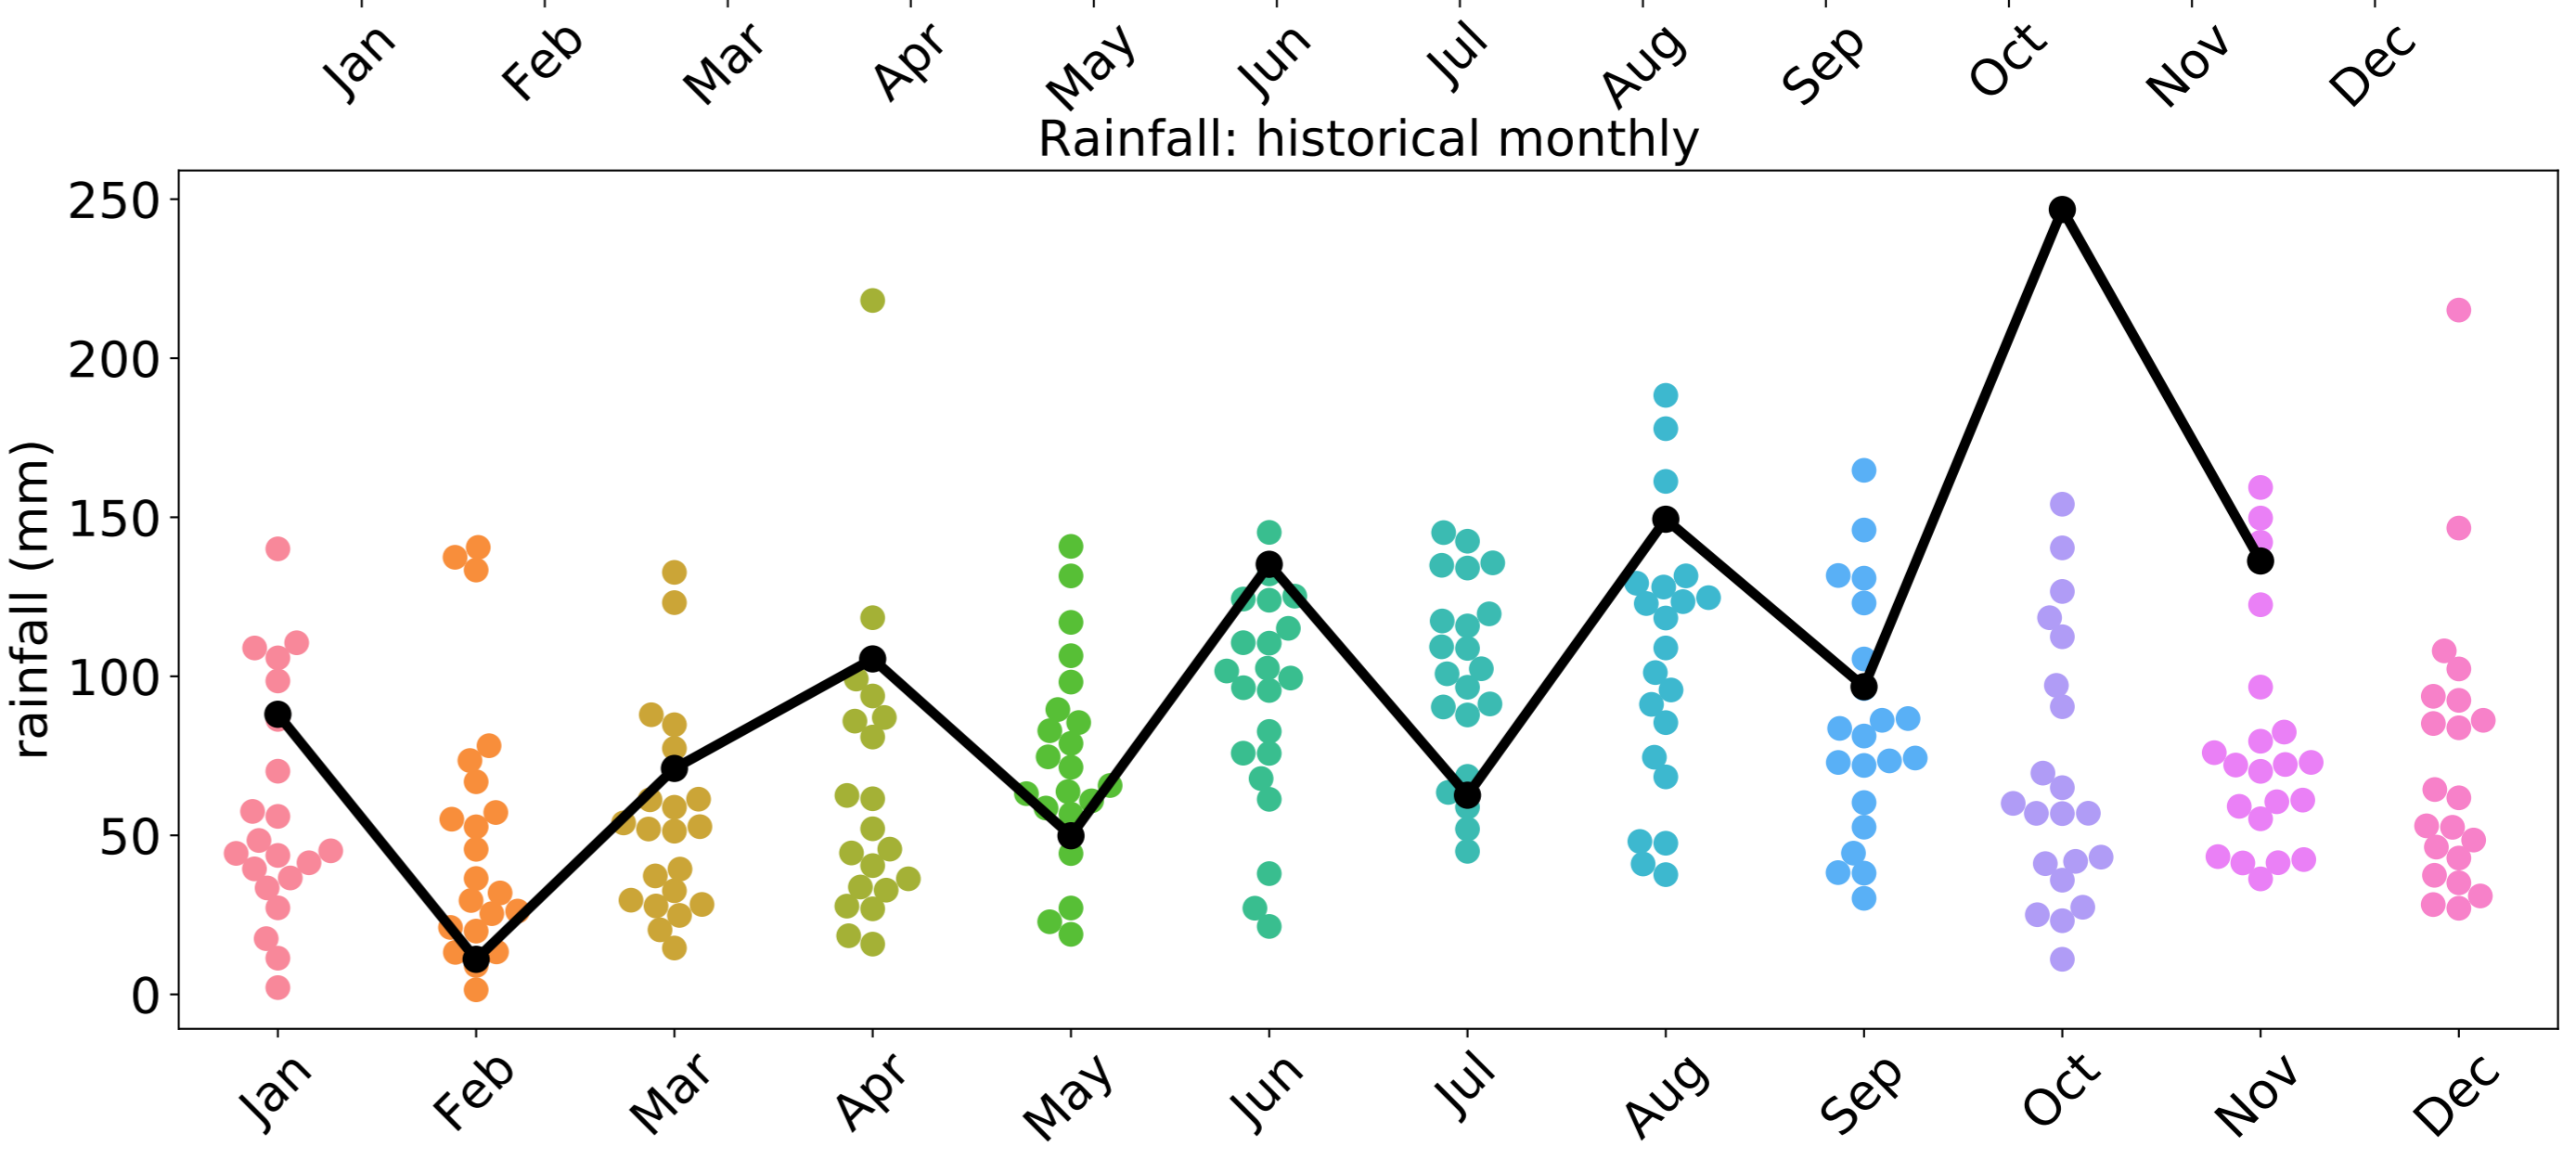 Jan Feb Mar Apr May Jun Jul Aug Sep Oct Nov Dec
Rainfall: historical monthly
rainfall (mm)
250
200
150
100
50
0
Jan Feb Mar Apr May Jun Jul Aug Sep Oct Nov Dec